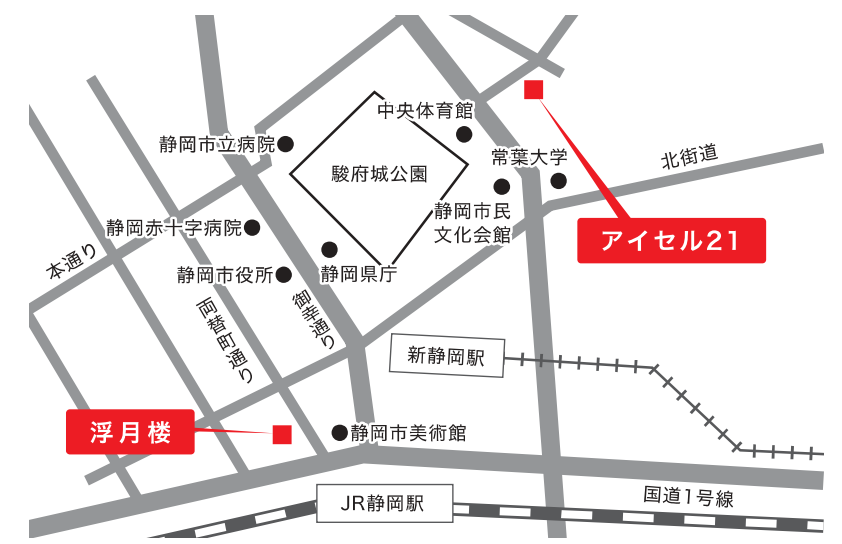 中央体育館
静岡市立病院
常葉大学
北街道
駿府城公園
静岡市民
文化会館
静岡赤十字病院
アイセル21
本通り
静岡市役所
静岡県庁
御幸通り
両替町通り
新静岡駅
浮月楼
静岡市美術館
国道1号線
JR静岡駅